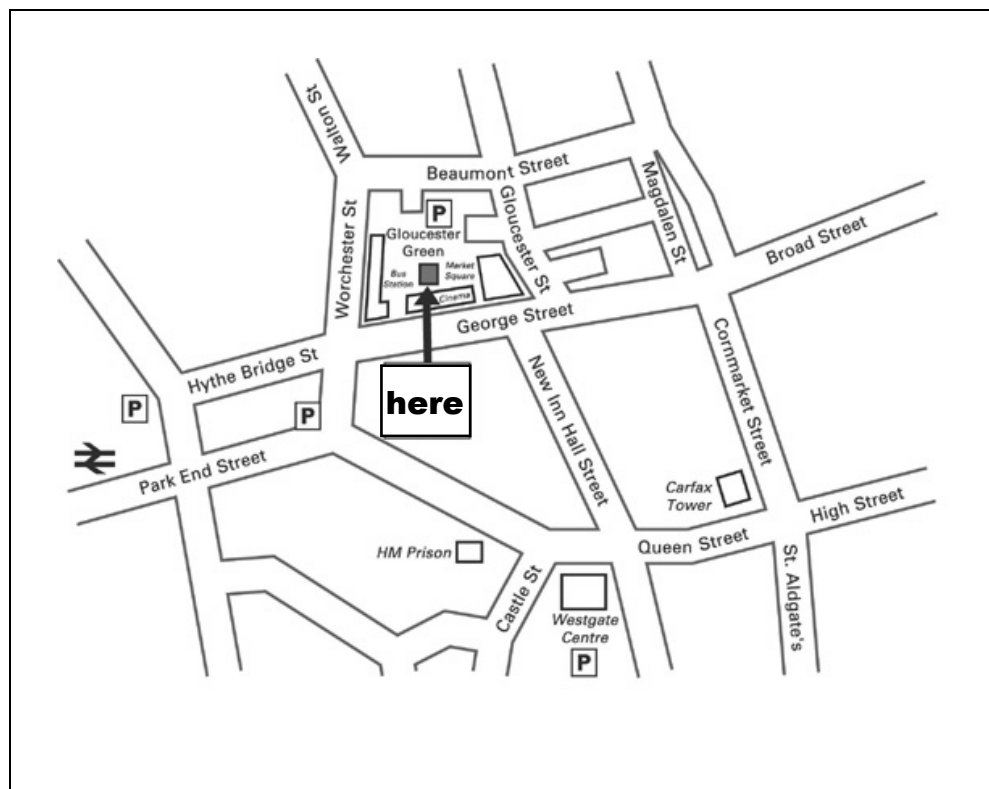 Walton St
Beaumont Street
P
Gloucester
Green
Bus
Station
Market
Square
Cinema
Worchester St
Gloucester St
Magdalen St
Broad Street
George Street
Hythe Bridge St
here
P
P
Park End Street
New Inn Hall Street
Cornmarket Street
Carfax
Tower
High Street
Queen Street
HM Prison
Castle St
Westgate
Centre
P
St. Aldgate's